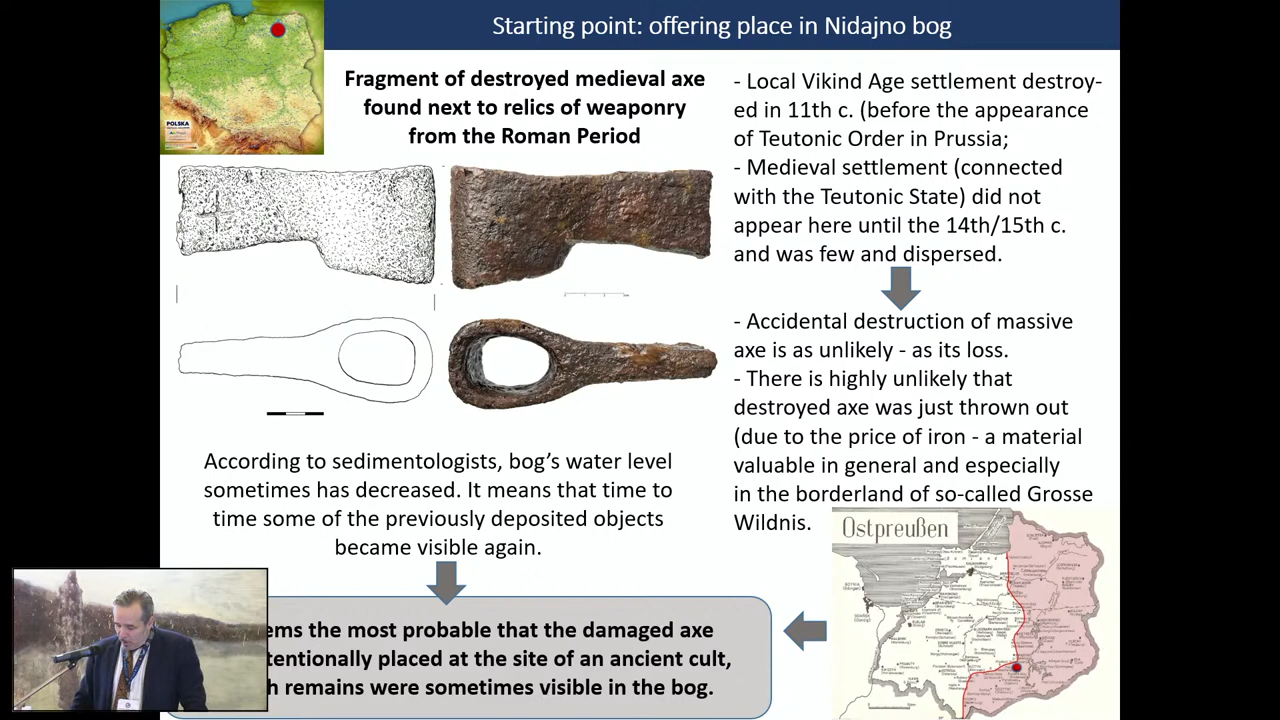 Starting point: offering place in Nidajno bog
POLSKA
Fragment of destroyed medieval axe
found next to relics of weaponry
from the Roman Period
- Local Vikind Age settlement destroy-
ed in 11th c. (before the appearance
of Teutonic Order in Prussia;
- Medieval settlement (connected
with the Teutonic State) did not
appear here until the 14th/15th c.
and was few and dispersed.
- Accidental destruction of massive
axe is as unlikely - as its loss.
- There is highly unlikely that
destroyed axe was just thrown out
(due to the price of iron - a material
valuable in general and especially
in the borderland of so-called Grosse
Wildnis.
According to sedimentologists, bog's water level
sometimes has decreased. It means that time to
time some of the previously deposited objects
became visible again.
ems the most probable that the damaged axe
ntionally placed at the site of an ancient cult,
h remains were sometimes visible in the bog.
Ostpreußen